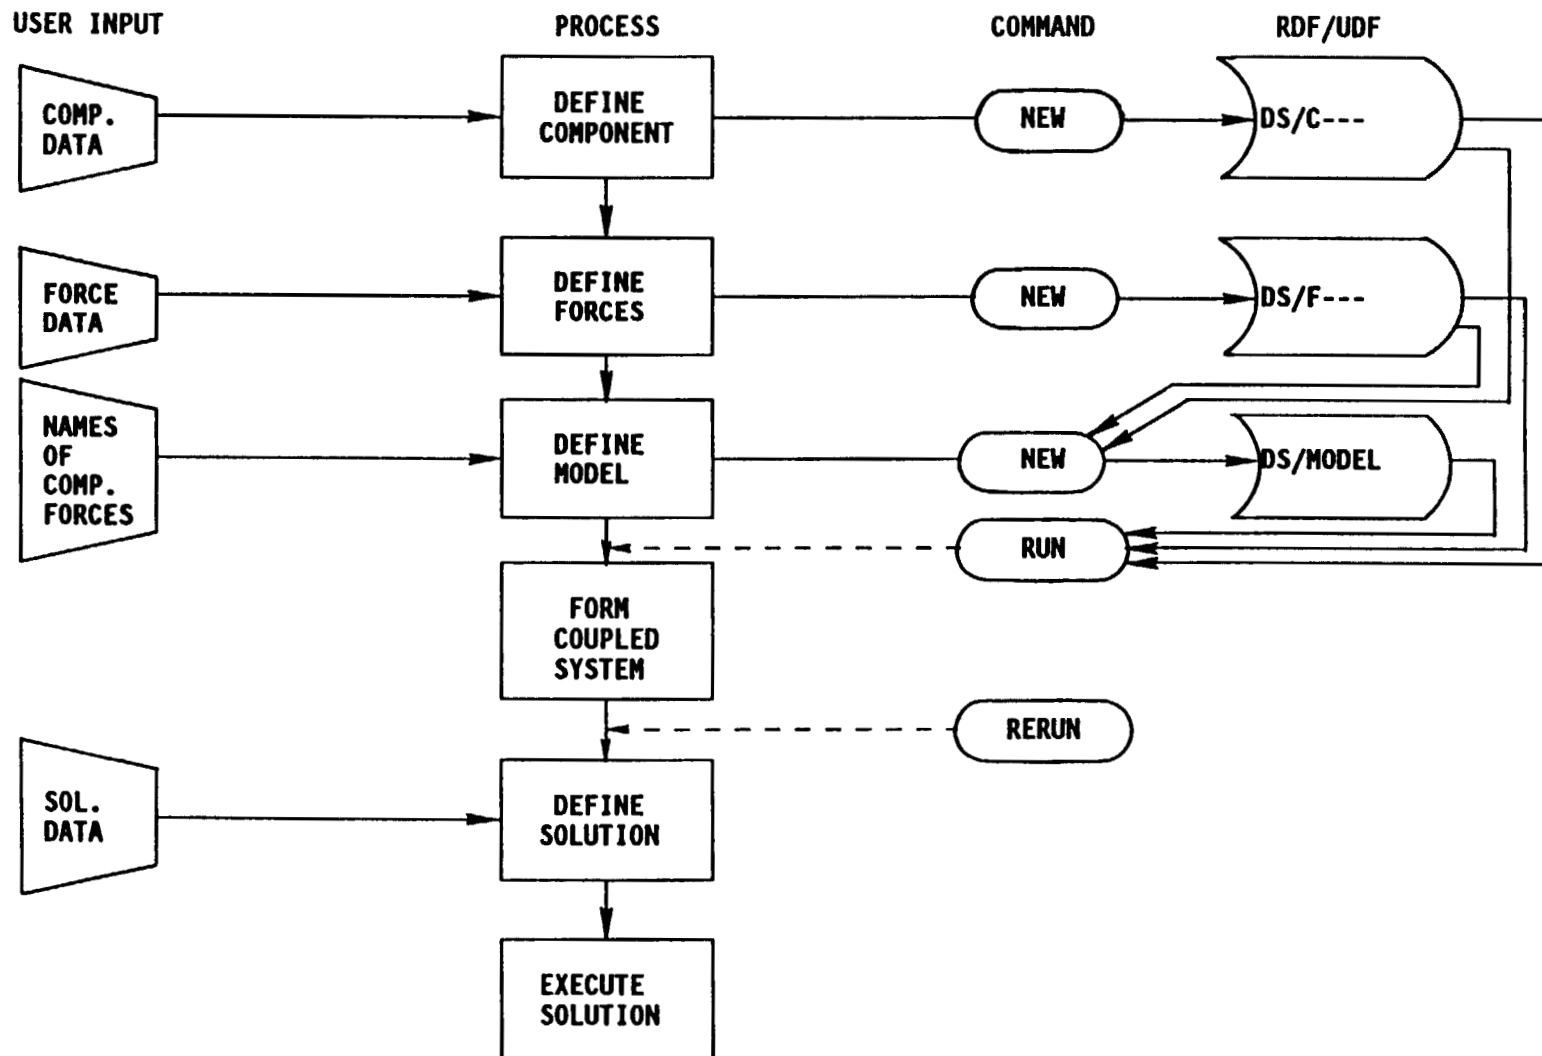 USER INPUT
PROCESS
COMMAND
RDF/UDF
COMP.
DATA
DEFINE
COMPONENT
NEW
DS/C---
FORCE
DATA
DEFINE
FORCES
NEW
DS/F---
NAMES
OF
COMP.
FORCES
DEFINE
MODEL
NEW
DS/MODEL
RUN
FORM
COUPLED
SYSTEM
RERUN
SOL.
DATA
DEFINE
SOLUTION
EXECUTE
SOLUTION